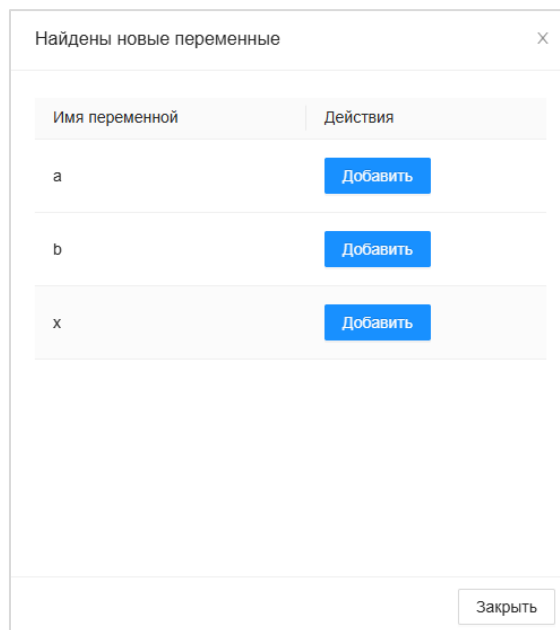 Найдены новые переменные
Имя переменной Действия
a Добавить
b Добавить
x Добавить
Закрыть